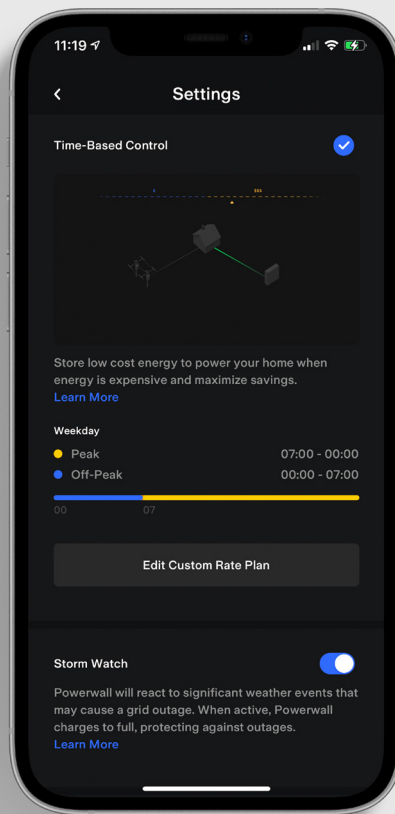 11:19
Settings
Time-Based Control
$ $$$
Store low cost energy to power your home when
energy is expensive and maximize savings.
Learn More
Weekday
Peak 07:00 - 00:00
Off-Peak 00:00 - 07:00
00 07
Edit Custom Rate Plan
Storm Watch
Powerwall will react to significant weather events that
may cause a grid outage. When active, Powerwall
charges to full, protecting against outages.
Learn More